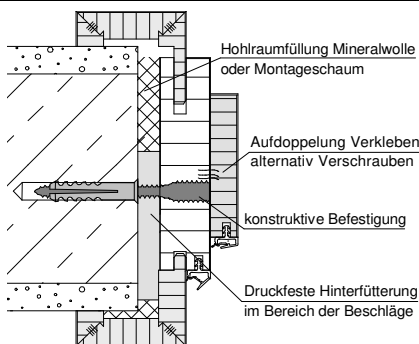 Hohlraumfüllung Mineralwolle
oder Montageschaum
Aufdoppelung Verkleben
alternativ Verschrauben
konstruktive Befestigung
Druckfeste Hinterfütterung
im Bereich der Beschläge